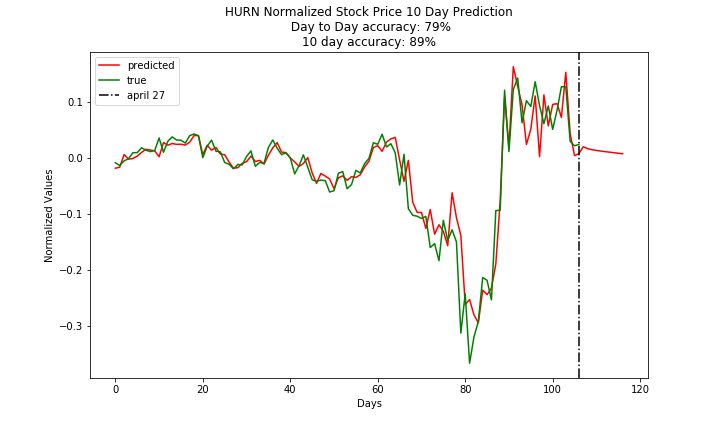 HURN Normalized Stock Price 10 Day Prediction
Day to Day accuracy: 79%
10 day accuracy: 89%
predicted
true
april 27
Normalized Values
0.1
0.0
−0.1
−0.2
−0.3
0 20 40 60 80 100 120
Days